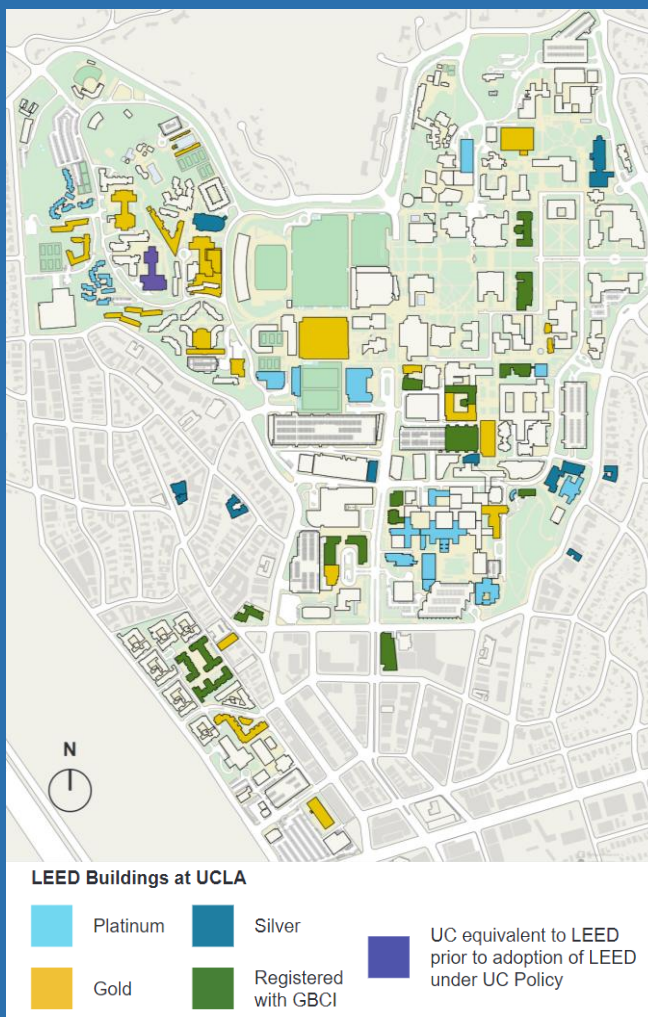 N
LEED Buildings at UCLA
Platinum
Silver
UC equivalent to LEED
prior to adoption of LEED
under UC Policy
Gold
Registered
with GBCI